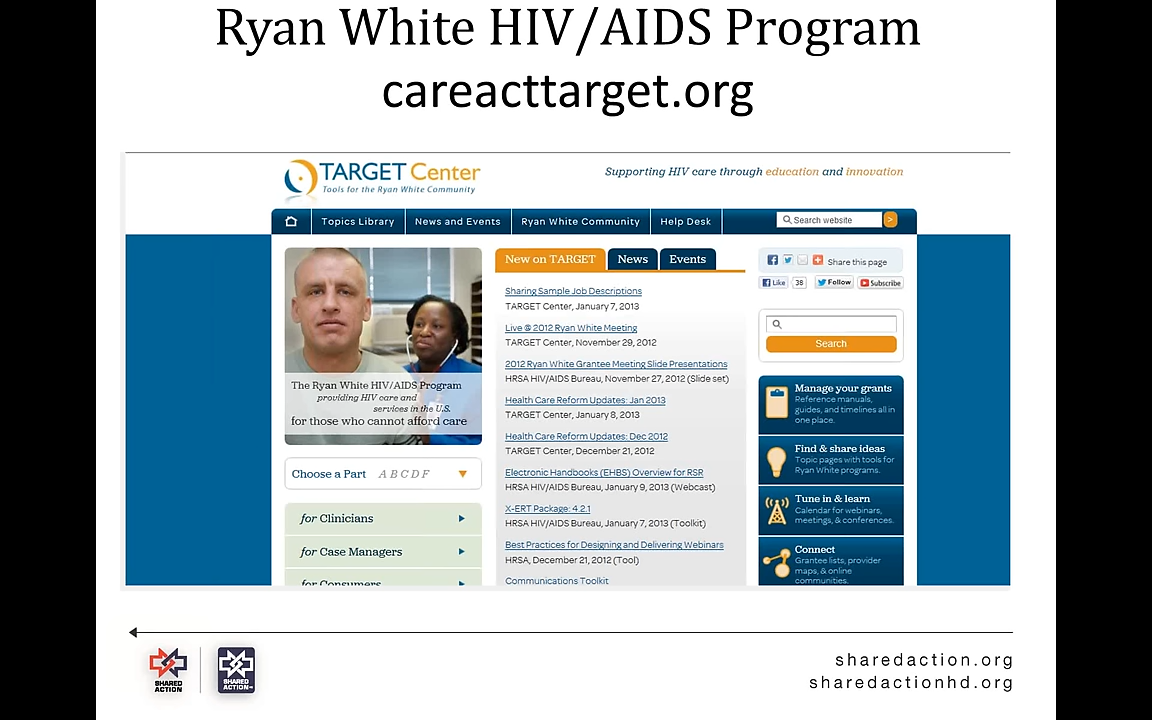 Ryan White HIV/AIDS Program
careacttarget.org
TARGET Center
Tools for the Ryan White Community
Supporting HIV care through education and innovation
Topics Library
News and Events
Ryan White Community
Help Desk
Search website
>
The Ryan White HIV/AIDS Program
providing HIV care and
services in the U.S.
for those who cannot afford care
Choose a Part A B C D F
for Clinicians
for Case Managers
for Consumers
New on TARGET
News
Events
Sharing Sample Job Descriptions
TARGET Center, January 7, 2013
Live @ 2012 Ryan White Meeting
TARGET Center, November 29, 2012
2012 Ryan White Grantee Meeting Slide Presentations
HRSA HIV/AIDS Bureau, November 27, 2012 (Slide set)
Health Care Reform Updates: Jan 2013
TARGET Center, January 8, 2013
Health Care Reform Updates: Dec 2012
TARGET Center, December 21, 2012
Electronic Handbooks (EHBS) Overview for RSR
HRSA HIV/AIDS Bureau, January 9, 2013 (Webcast)
X-ERT Package: 4.2.1
HRSA HIV/AIDS Bureau, January 7, 2013 (Toolkit)
Best Practices for Designing and Delivering Webinars
HRSA, December 21, 2012 (Tool)
Communications Toolkit
Share this page
Like 38 Follow Subscribe
Search
Manage your grants
Reference manuals,
guides, and timelines all in
one place.
Find & share ideas
Topic pages with tools for
Ryan White programs.
Tune in & learn
Calendar for webinars,
meetings, & conferences.
Connect
Grantee lists, provider
maps, & online
communities.
SHARED
ACTION
SHARED
ACTION
sharedaction.org
sharedactionhd.org